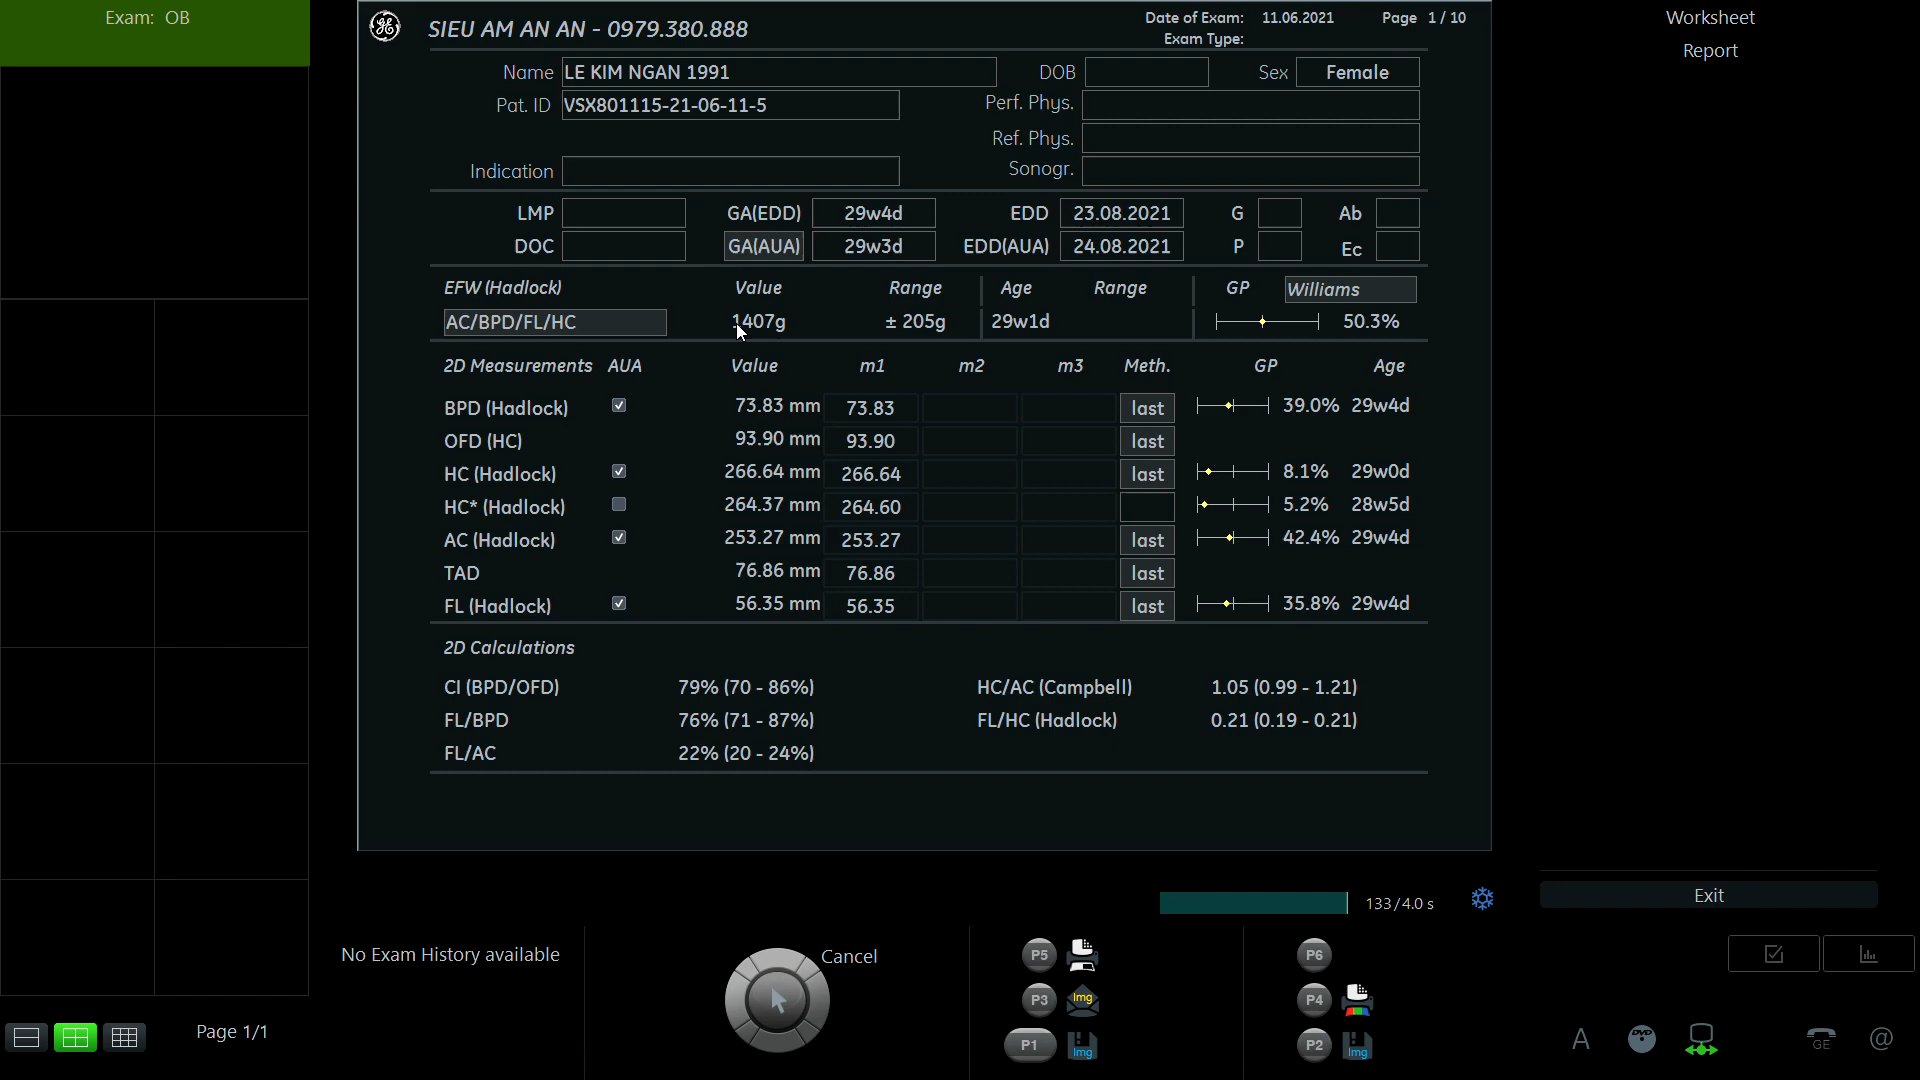 Exam: OB
SIEU AM AN AN - 0979.380.888
Date of Exam: 11.06.2021 Page 1 / 10
Exam Type:
Worksheet
Report
Name LE KIM NGAN 1991 DOB Sex Female
Pat. ID VSX801115-21-06-11-5 Perf. Phys.
Ref. Phys.
Indication Sonogr.
LMP GA(EDD) 29w4d EDD 23.08.2021 G Ab
DOC GA(AUA) 29w3d EDD(AUA) 24.08.2021 P Ec
EFW (Hadlock) Value Range Age Range GP Williams
AC/BPD/FL/HC 1407g ± 205g 29w1d 50.3%
2D Measurements AUA Value m1 m2 m3 Meth. GP Age
BPD (Hadlock) 73.83 mm 73.83 last 39.0% 29w4d
OFD (HC) 93.90 mm 93.90 last
HC (Hadlock) 266.64 mm 266.64 last 8.1% 29w0d
HC* (Hadlock) 264.37 mm 264.60 5.2% 28w5d
AC (Hadlock) 253.27 mm 253.27 last 42.4% 29w4d
TAD 76.86 mm 76.86 last
FL (Hadlock) 56.35 mm 56.35 last 35.8% 29w4d
2D Calculations
CI (BPD/OFD) 79% (70 - 86%) HC/AC (Campbell) 1.05 (0.99 - 1.21)
FL/BPD 76% (71 - 87%) FL/HC (Hadlock) 0.21 (0.19 - 0.21)
FL/AC 22% (20 - 24%)
133/4.0 s
Exit
No Exam History available
Cancel
P5 P6
P3 Img P4
P1 Img P2 Img
Page 1/1
A DVD GE @